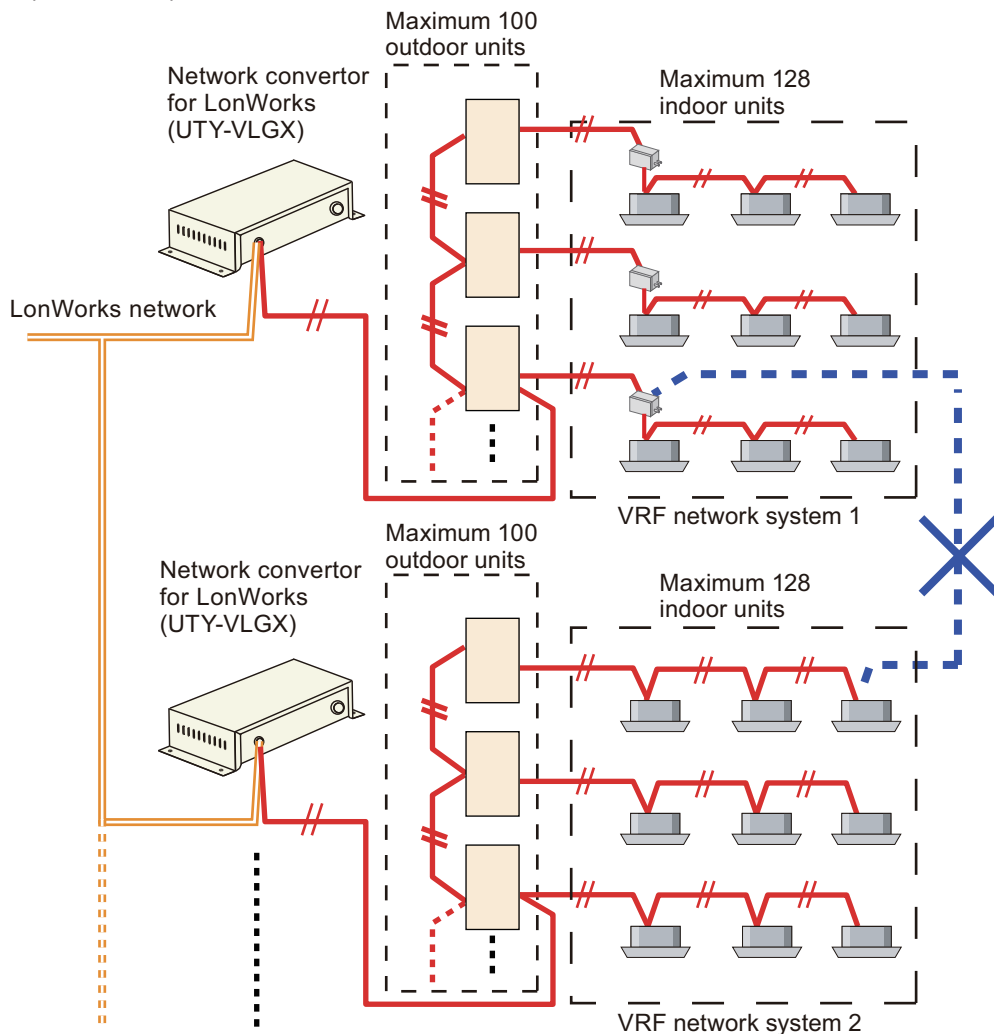 Maximum 100
outdoor units
Network convertor
for LonWorks
(UTY-VLGX)
Maximum 128
indoor units
LonWorks network
VRF network system 1
Maximum 100
outdoor units
Network convertor
for LonWorks
(UTY-VLGX)
Maximum 128
indoor units
VRF network system 2